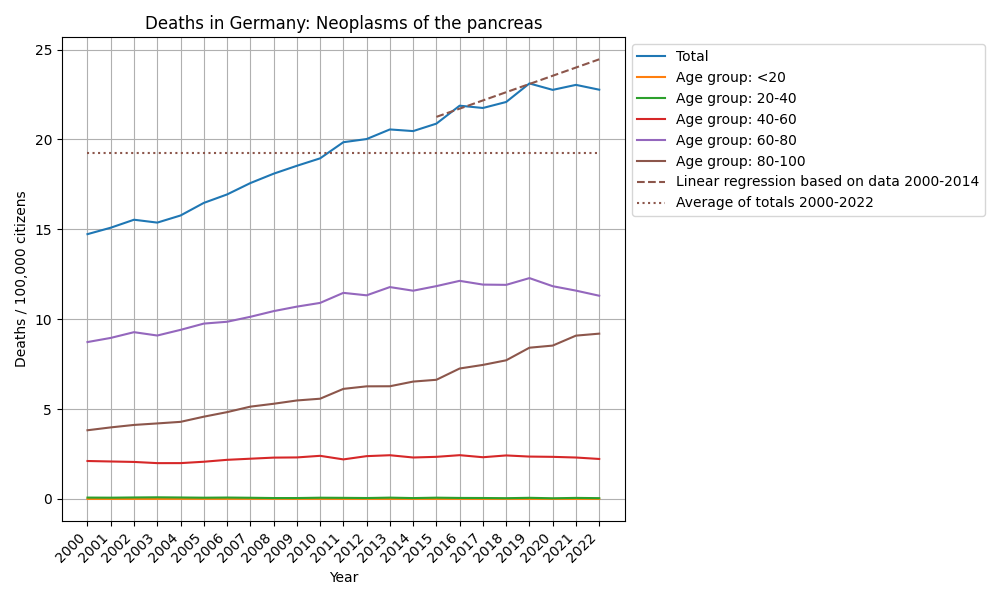 Deaths in Germany: Neoplasms of the pancreas
Deaths / 100,000 citizens
25
20
15
10
5
0
2000
2001
2002
2003
2004
2005
2006
2007
2008
2009
2010
2011
2012
2013
2014
2015
2016
2017
2018
2019
2020
2021
2022
Year
Total
Age group: <20
Age group: 20-40
Age group: 40-60
Age group: 60-80
Age group: 80-100
Linear regression based on data 2000-2014
Average of totals 2000-2022